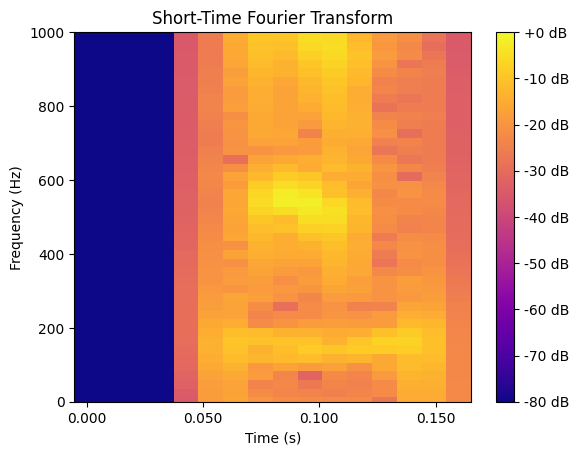 Short-Time Fourier Transform
1000
800
600
400
200
0
Frequency (Hz)
0.000
0.050
0.100
0.150
Time (s)
+0 dB
-10 dB
-20 dB
-30 dB
-40 dB
-50 dB
-60 dB
-70 dB
-80 dB